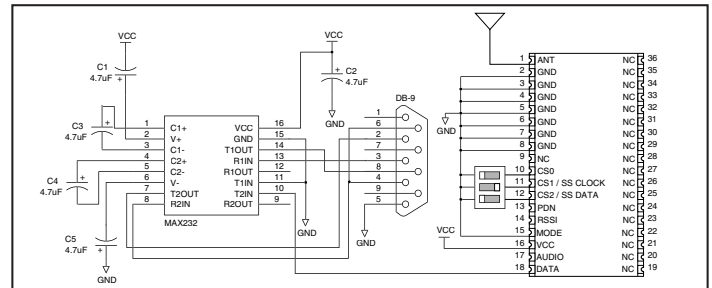 VCC
C1
4.7uF
+
C3
4.7uF
+
C4
4.7uF
+
C5
4.7uF
+
GND
1 C1+ VCC 16
2 V+ GND 15
3 C1- T1OUT 14
4 C2+ R1IN 13
5 C2- R1OUT 12
6 V- T1IN 11
7 T2OUT T2IN 10
8 R2IN R2OUT 9
MAX232
VCC
+ C2
4.7uF
GND
GND
DB-9
1
6
2
7
3
8
4
9
5
GND
GND
VCC
1 ANT NC 36
2 GND NC 35
3 GND NC 34
4 GND NC 33
5 GND NC 32
6 GND NC 31
7 GND NC 30
8 GND NC 29
9 NC NC 28
10 CS0 NC 27
11 CS1 / SS CLOCK NC 26
12 CS2 / SS DATA NC 25
13 PDN NC 24
14 RSSI NC 23
15 MODE NC 22
16 VCC NC 21
17 AUDIO NC 20
18 DATA NC 19